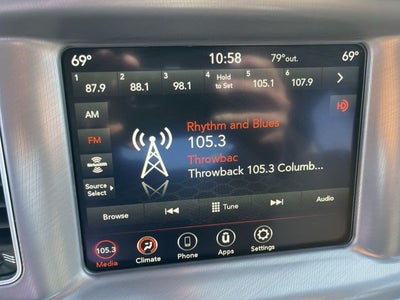 69° 10:58 79°out. 69°
1 87.9 2 88.1 3 98.1 4 Hold to Set 5 105.1 6 107.9
AM
FM
Rhythm and Blues
105.3
Throwbac
Throwback 105.3 Columb...
SiriusXM
Source Select
Browse Tune Audio
105.3
Media Climate Phone Apps Settings